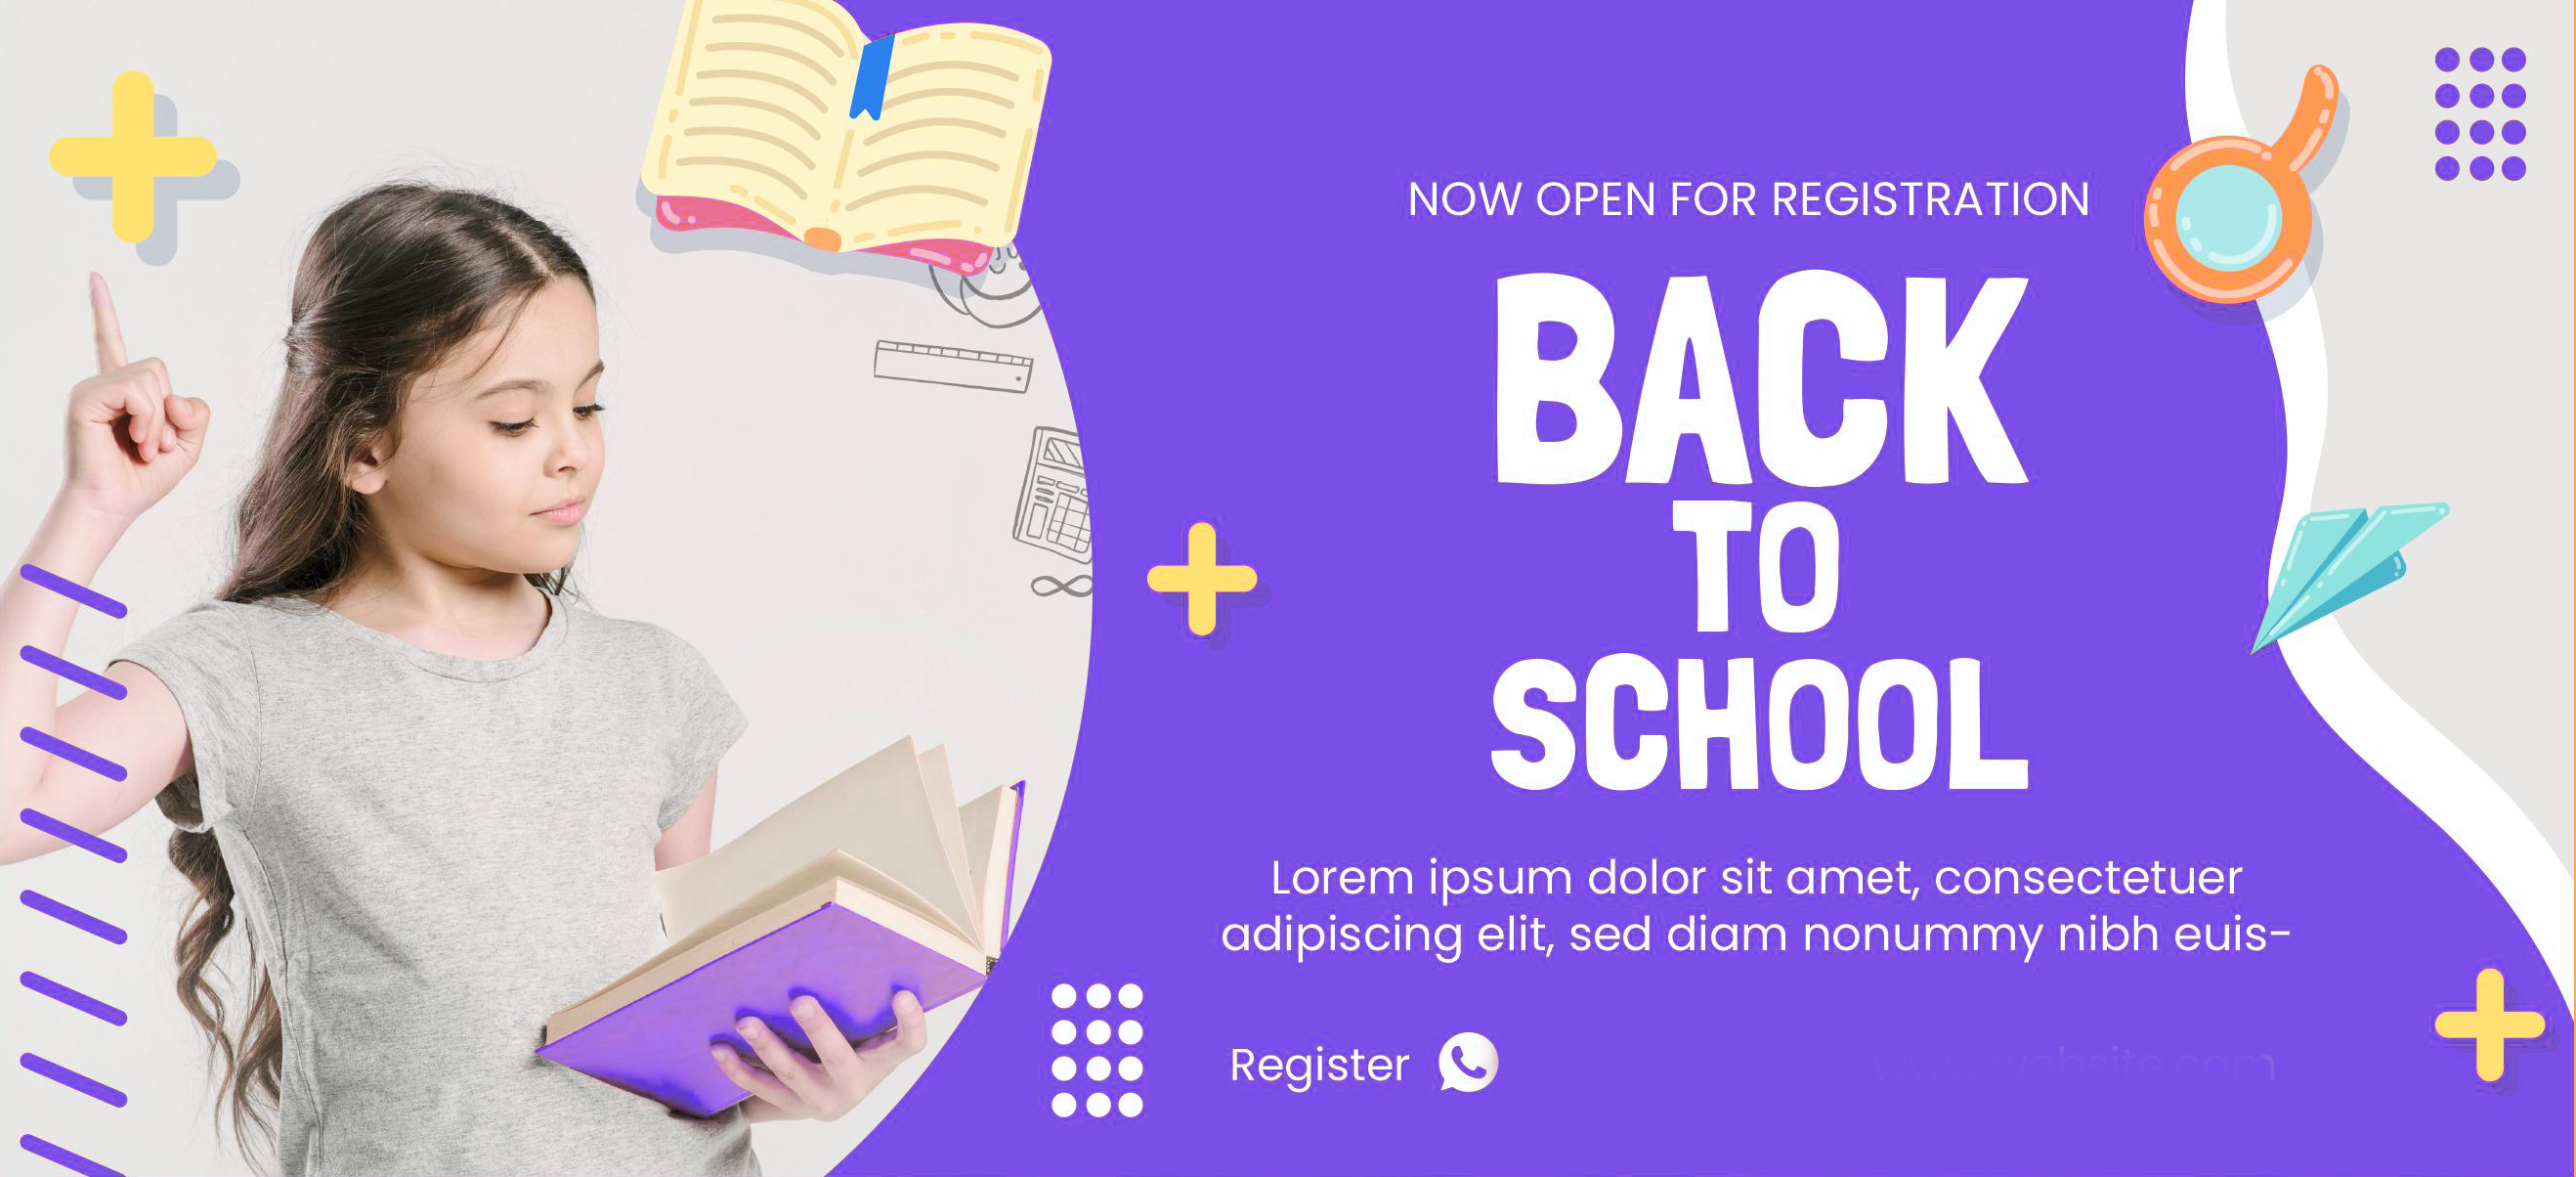 NOW OPEN FOR REGISTRATION
BACK
TO
SCHOOL
Lorem ipsum dolor sit amet, consectetuer
adipiscing elit, sed diam nonummy nibh euis-
Register